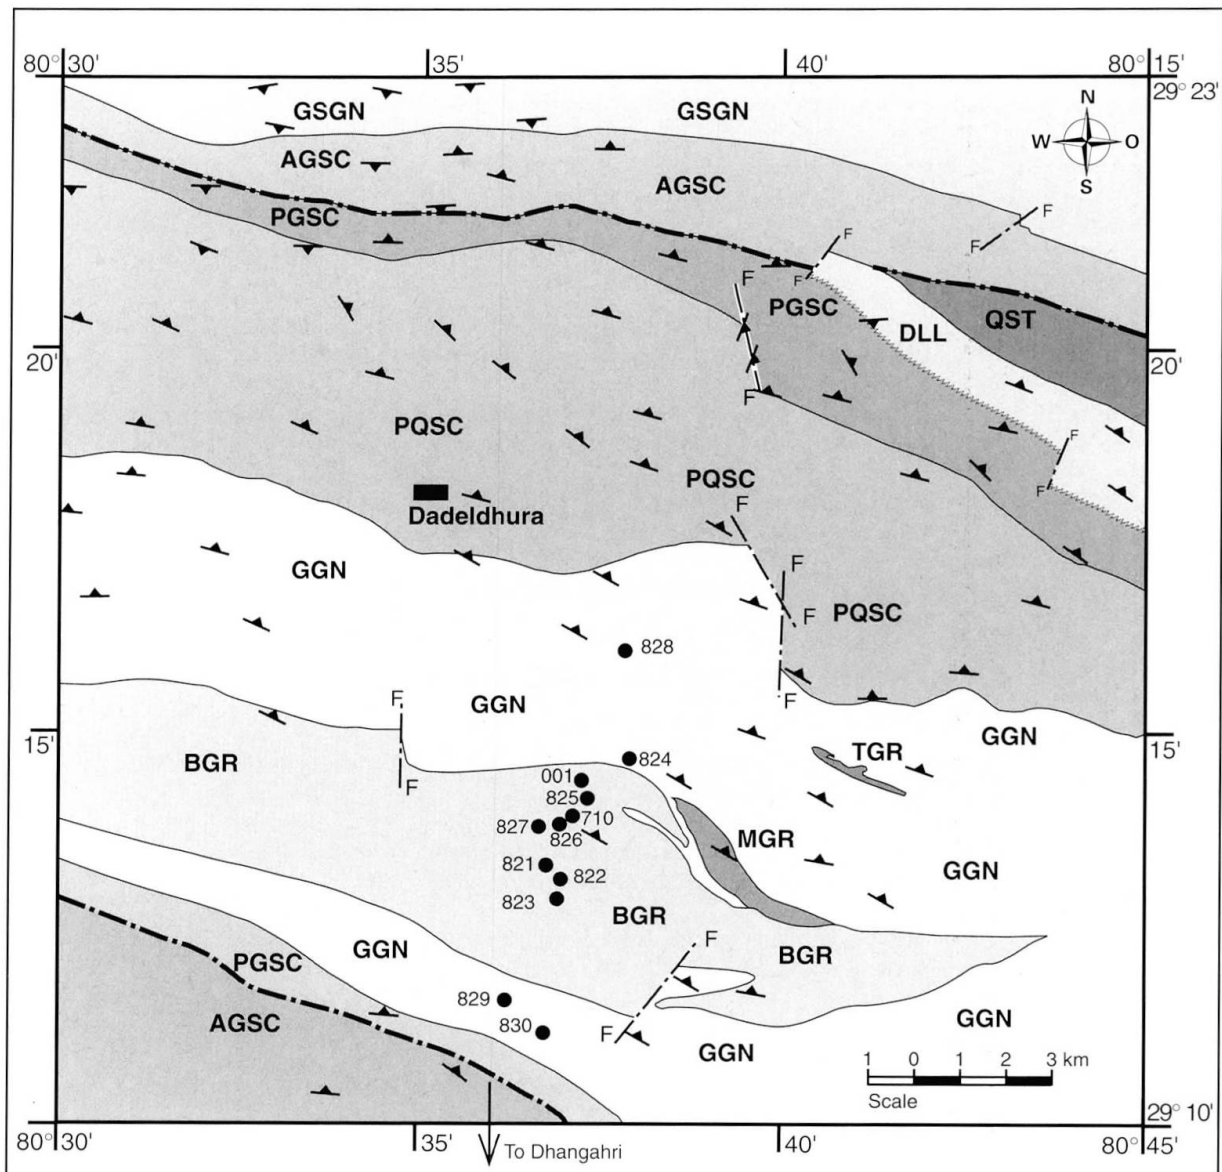 80°30' 35' 40' 80°15'
29°23'
GSGN GSGN
N
W O
S
AGSC
AGSC
PGSC
F
F
F
F
F
PGSC
QST
DLL
20' 20'
F
F
F
PQSC
PQSC
Dadeldhura
F
GGN
F
F
PQSC
828
F
F
GGN
GGN
15' 15'
TGR
BGR
824
001
F
825
710
827
826
MGR
821
822
GGN
823
BGR
F
GGN
BGR
PGSC
829
AGSC
830
F
GGN
GGN
1 0 1 2 3 km
Scale
29°10'
80°30' 35' 40' 80°45'
To Dhangahri